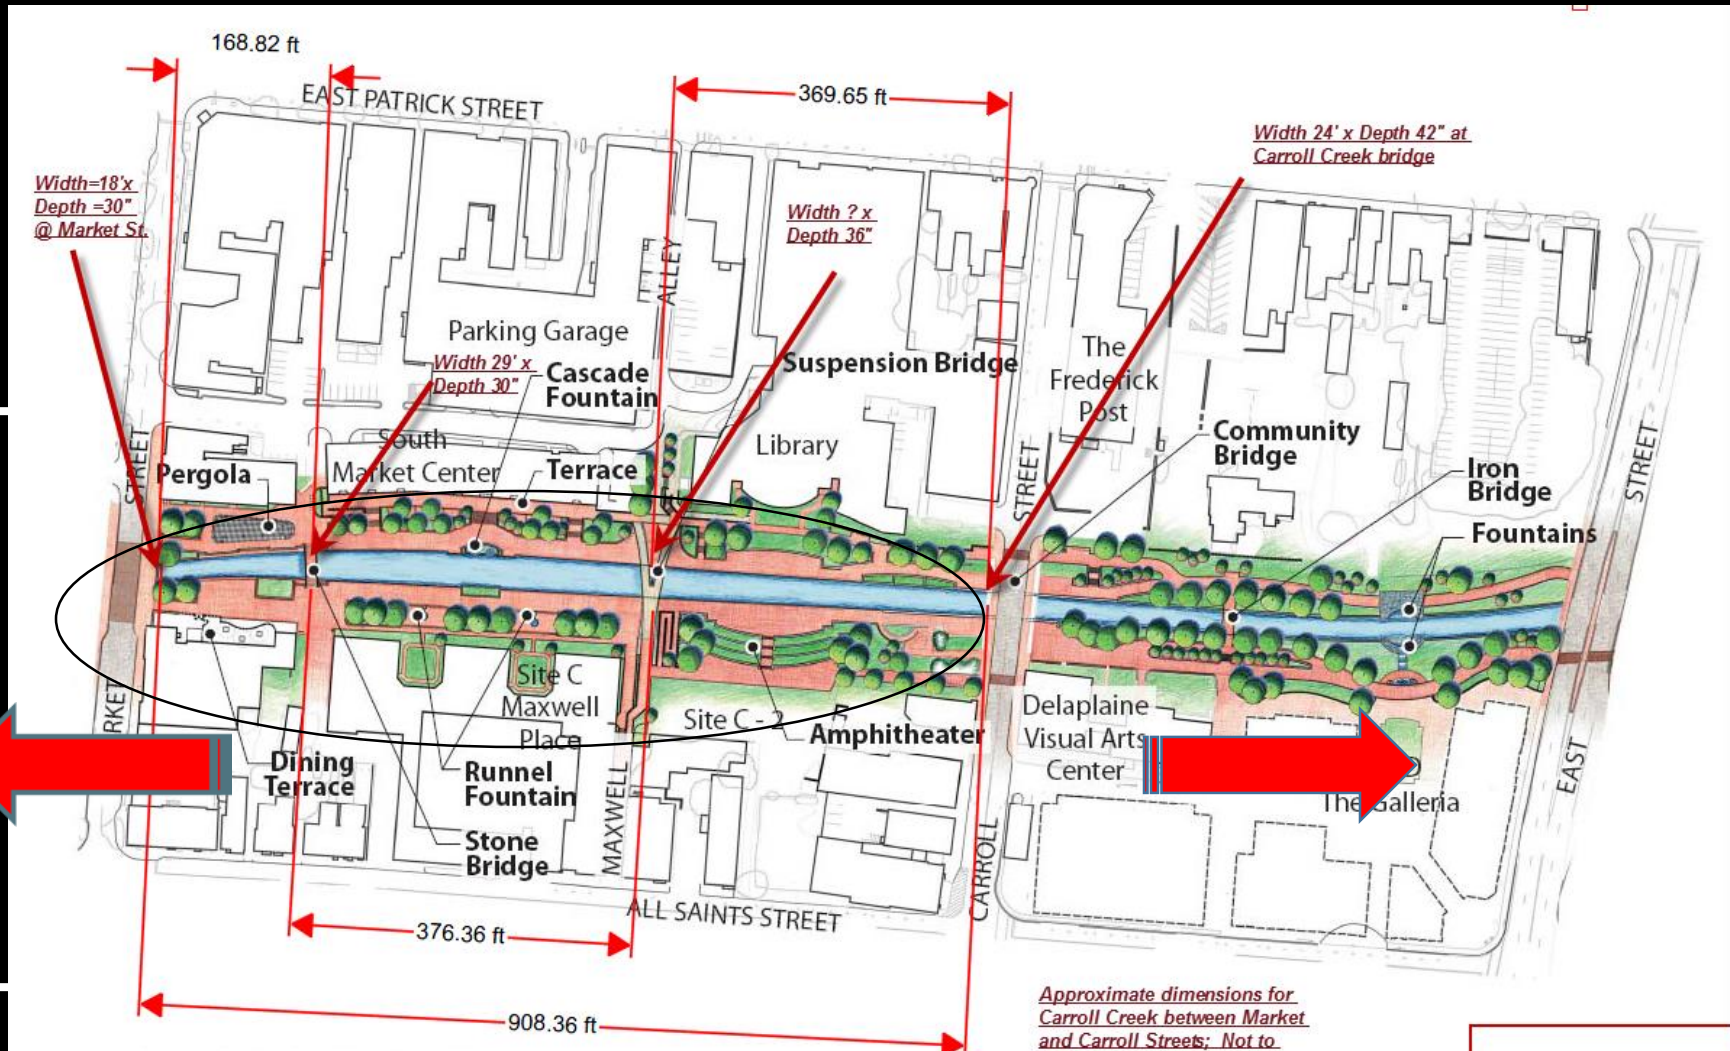 168.82 ft
EAST PATRICK STREET
369.65 ft
Width 24' x Depth 42" at
Carroll Creek bridge
Width=18'x
Depth =30"
@ Market St.
Width ? x
Depth 36"
ALLEY
Parking Garage
Width 29' x
Depth 30"
Cascade
Fountain
Suspension Bridge
The
Frederick
Post
South
Market Center
Terrace
Library
Community
Bridge
Iron
Bridge
Fountains
STREET
Pergola
STREET
STREET
Site C
Maxwell
Place
Site C - 2
Amphitheater
Delaplaine
Visual Arts
Center
The Galleria
EAST
RKET
Dining
Terrace
Runnel
Fountain
Stone
Bridge
MAXWELL
CARROLL
ALL SAINTS STREET
376.36 ft
908.36 ft
Approximate dimensions for
Carroll Creek between Market
and Carroll Streets; Not to